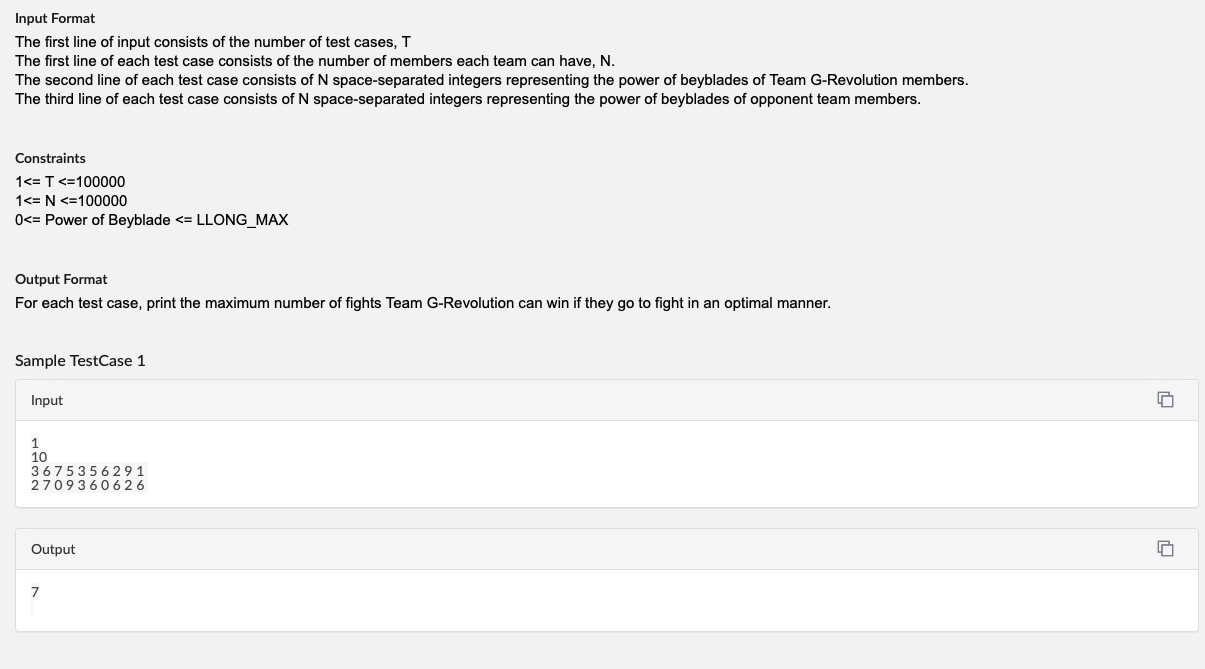 Input Format
The first line of input consists of the number of test cases, T
The first line of each test case consists of the number of members each team can have, N.
The second line of each test case consists of N space-separated integers representing the power of beyblades of Team G-Revolution members.
The third line of each test case consists of N space-separated integers representing the power of beyblades of opponent team members.
Constraints
1<= T <=100000
1<= N <=100000
0<= Power of Beyblade <= LLONG_MAX
Output Format
For each test case, print the maximum number of fights Team G-Revolution can win if they go to fight in an optimal manner.
Sample TestCase 1
Input
1
10
3 6 7 5 3 5 6 2 9 1
2 7 0 9 3 6 0 6 2 6
Output
7